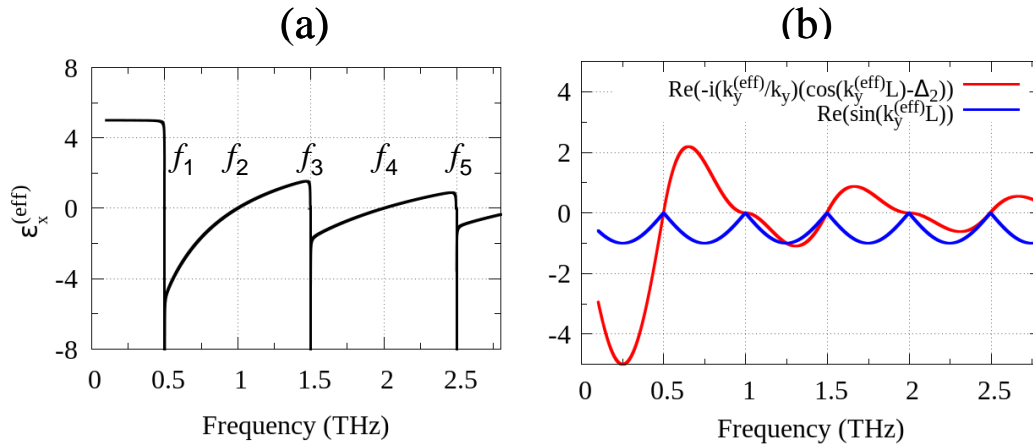 (a)
8
4
0
-4
-8
ε_x^(eff)
f_1 f_2 f_3 f_4 f_5
0 0.5 1 1.5 2 2.5
Frequency (THz)
(b)
4
2
0
-2
-4
Re(-i(k_y^(eff)/k_y)(cos(k_y^(eff)L)-Δ_2))
Re(sin(k_y^(eff)L))
0 0.5 1 1.5 2 2.5
Frequency (THz)